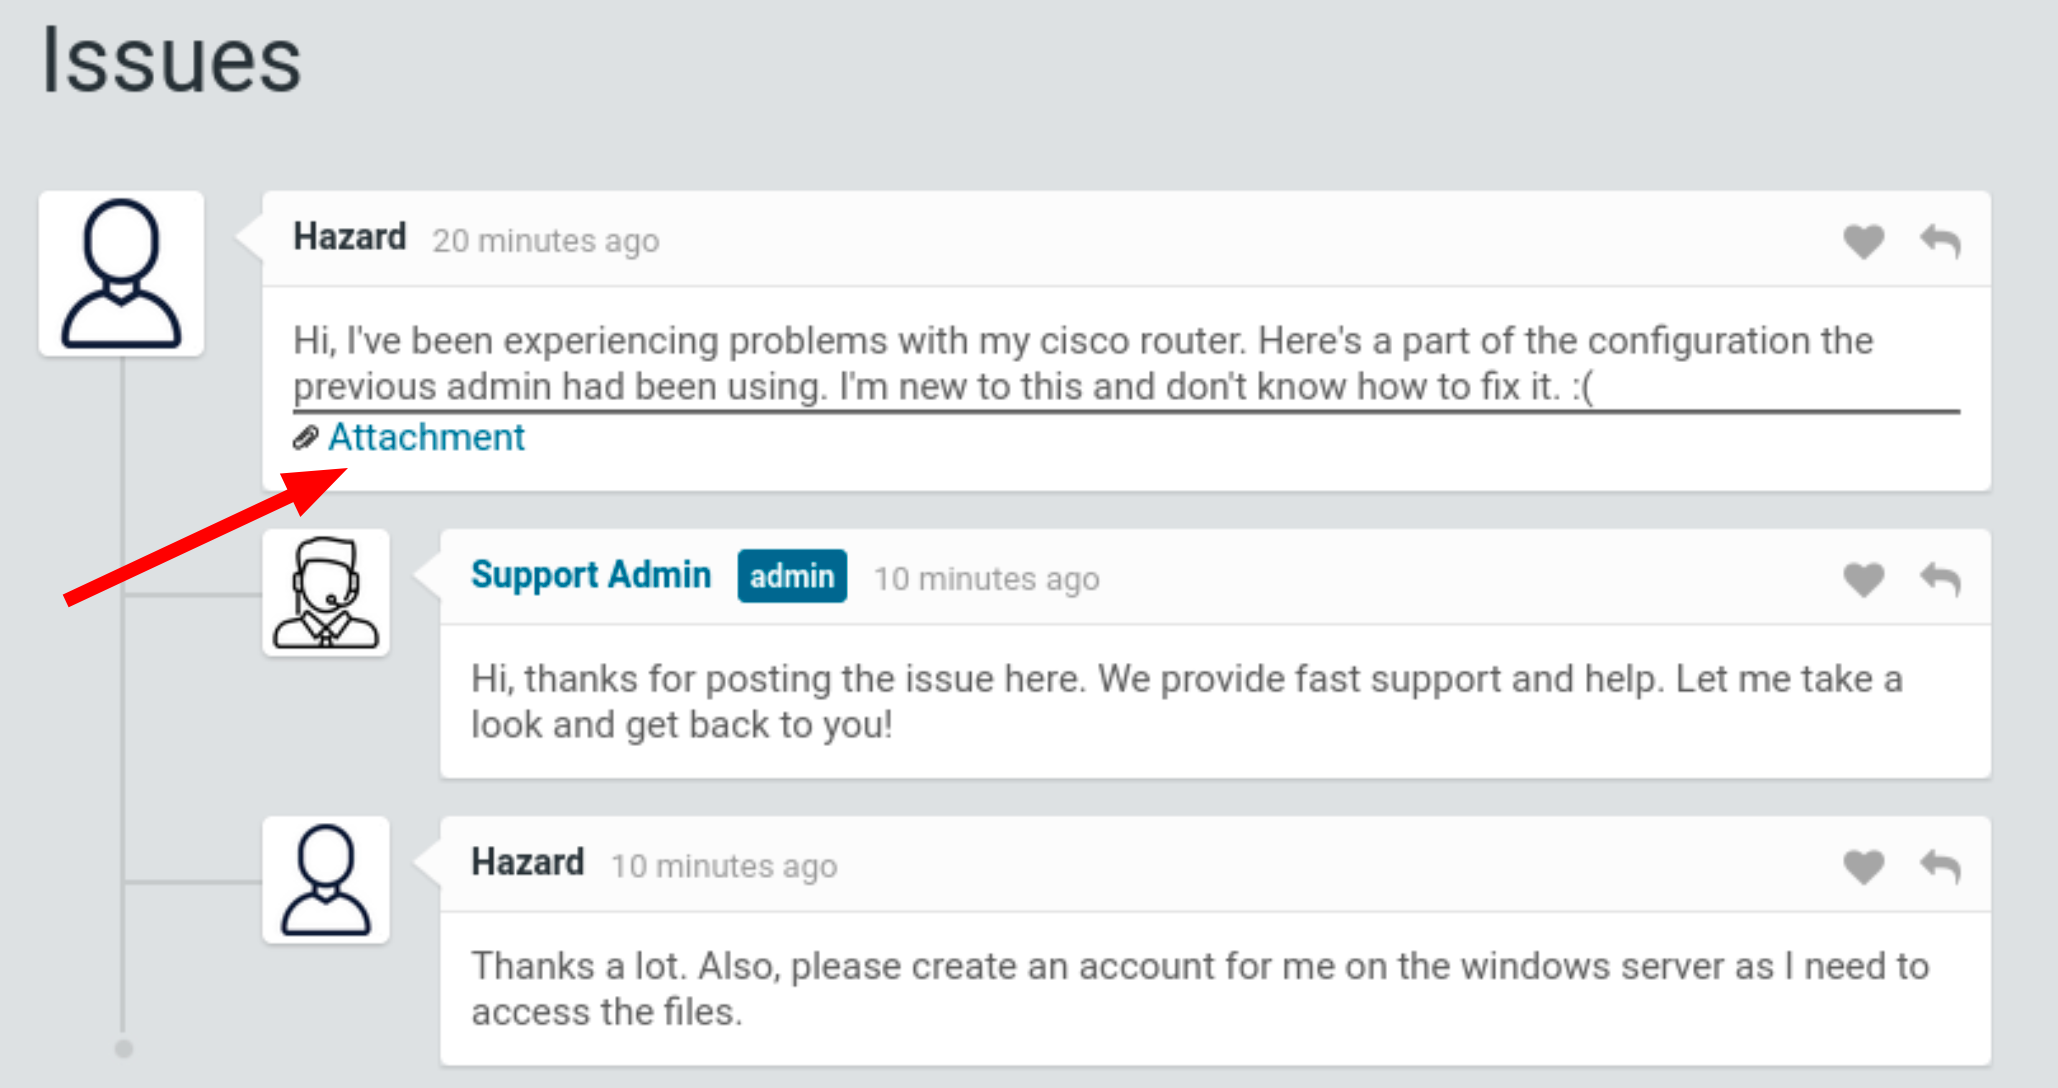 Issues
Hazard 20 minutes ago
Hi, I've been experiencing problems with my cisco router. Here's a part of the configuration the
previous admin had been using. I'm new to this and don't know how to fix it. :(
Attachment
Support Admin admin 10 minutes ago
Hi, thanks for posting the issue here. We provide fast support and help. Let me take a
look and get back to you!
Hazard 10 minutes ago
Thanks a lot. Also, please create an account for me on the windows server as I need to
access the files.